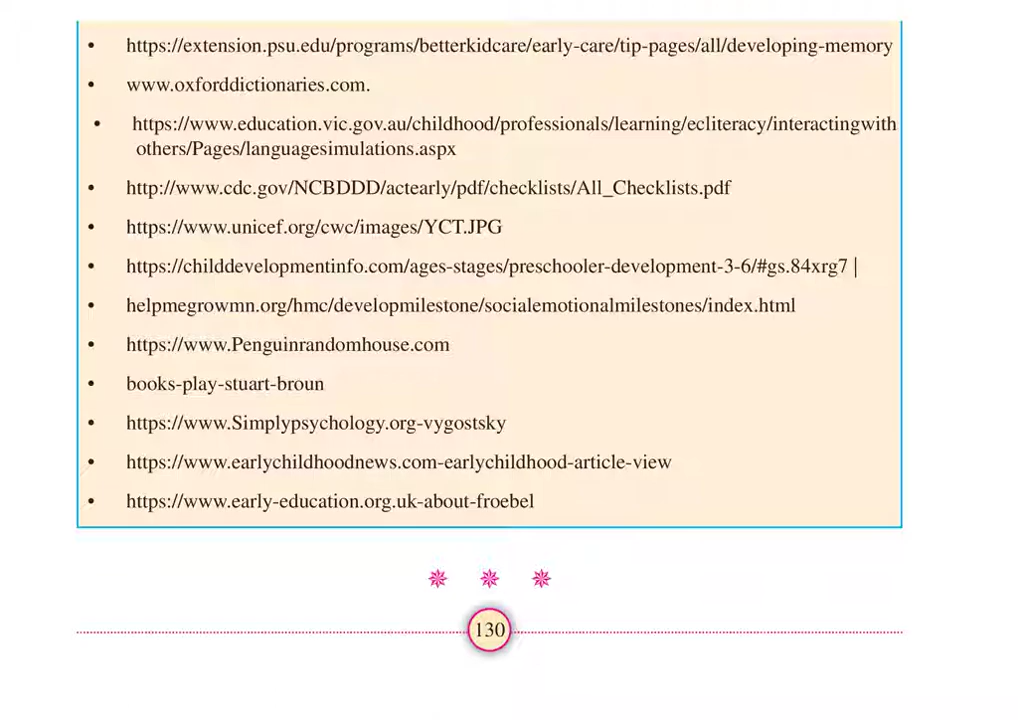 • https://extension.psu.edu/programs/betterkidcare/early-care/tip-pages/all/developing-memory
• www.oxforddictionaries.com.
• https://www.education.vic.gov.au/childhood/professionals/learning/ecliteracy/interactingwith
others/Pages/languagesimulations.aspx
• http://www.cdc.gov/NCBDDD/actearly/pdf/checklists/All_Checklists.pdf
• https://www.unicef.org/cwc/images/YCT.JPG
• https://childdevelopmentinfo.com/ages-stages/preschooler-development-3-6/#gs.84xrg7 |
• helpmegrowmn.org/hmc/developmilestone/socialemotionalmilestones/index.html
• https://www.Penguinrandomhouse.com
• books-play-stuart-broun
• https://www.Simplypsychology.org-vygostsky
• https://www.earlychildhoodnews.com-earlychildhood-article-view
• https://www.early-education.org.uk-about-froebel
130